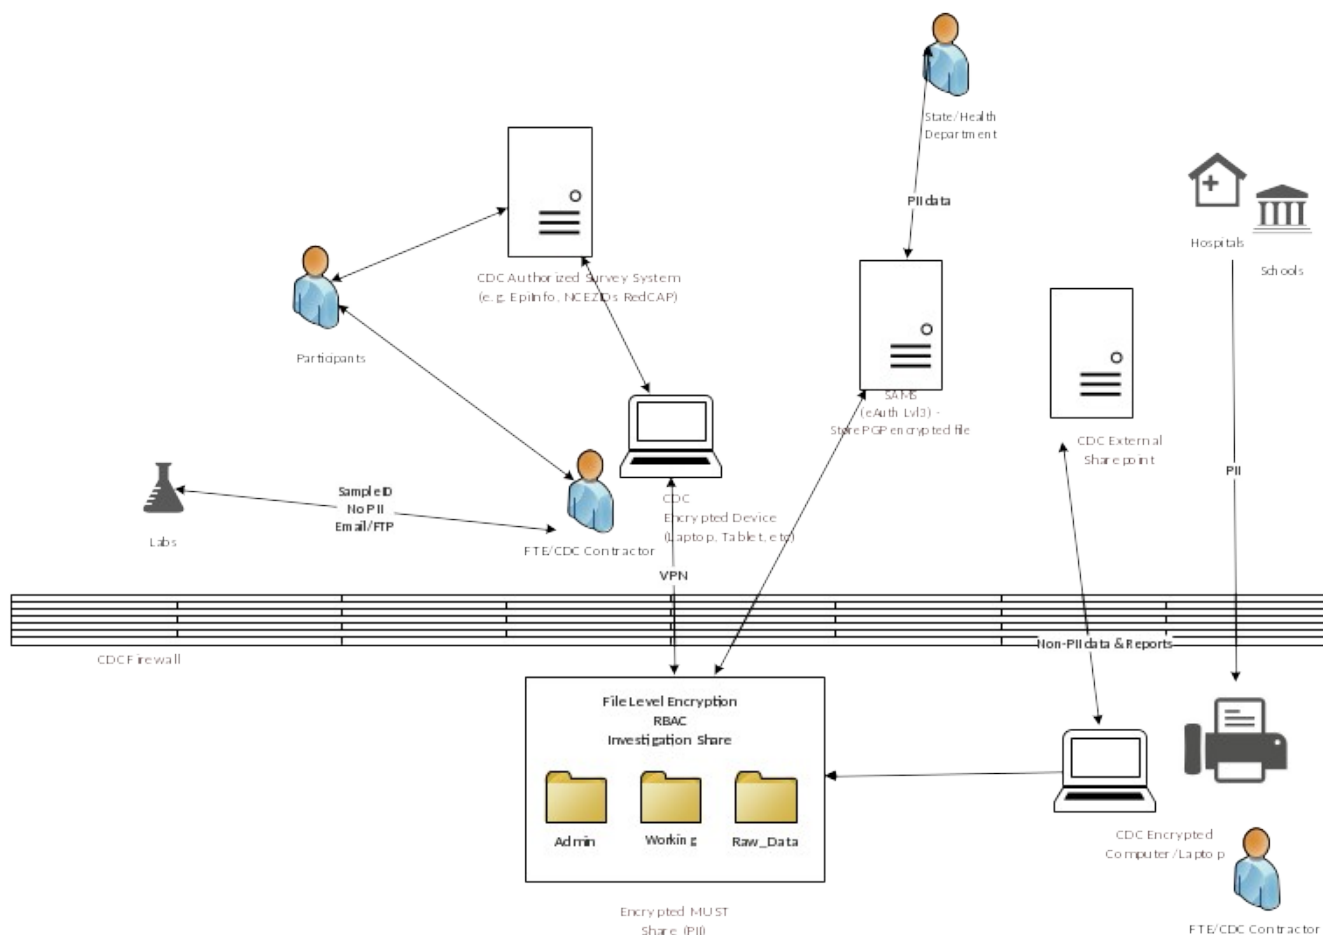 State/Health
Department
PII data
Hospitals
Schools
CDC Authorized Survey System
(e.g. EpiInfo, NCEZIDs RedCAP)
Participants
SAMS
(eAuth Lvl3) -
Store PGP encrypted file
CDC External
Sharepoint
PII
Sample ID
No PII
Email/FTP
Labs
FTE/CDC Contractor
CDC
Encrypted Device
(Laptop, Tablet, etc)
VPN
CDC Firewall
Non-PII data & Reports
File Level Encryption
RBAC
Investigation Share
Admin
Working
Raw_Data
Encrypted MUST
Share (PII)
CDC Encrypted
Computer/Laptop
FTE/CDC Contractor